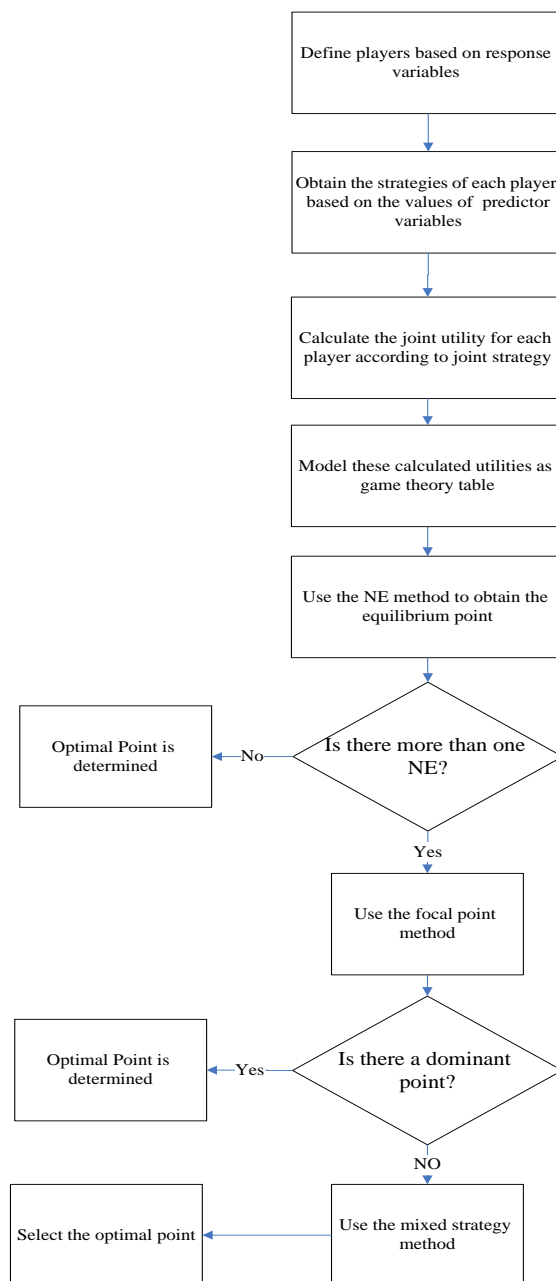 Define players based on response
variables
Obtain the strategies of each player
based on the values of predictor
variables
Calculate the joint utility for each
player according to joint strategy
Model these calculated utilities as
game theory table
Use the NE method to obtain the
equilibrium point
Is there more than one
NE?
No
Optimal Point is
determined
Yes
Use the focal point
method
Is there a dominant
point?
Yes
Optimal Point is
determined
NO
Use the mixed strategy
method
Select the optimal point